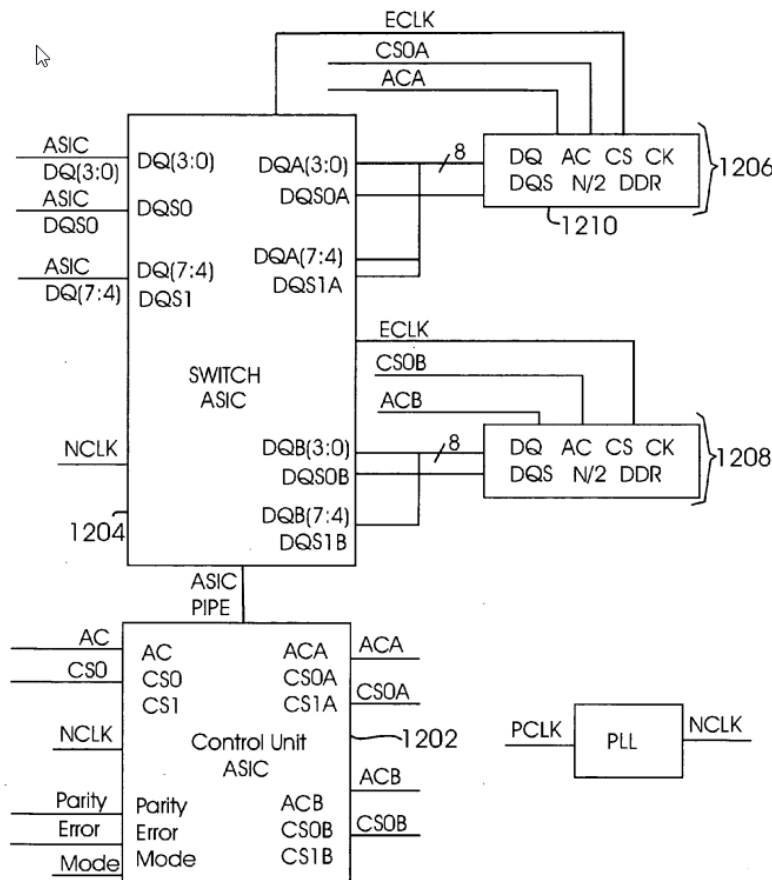 ECLK
CS0A
ACA
ASIC
DQ(3:0)
ASIC
DQS0
ASIC
DQ(7:4)
DQ(3:0)
DQS0
DQ(7:4)
DQS1
DQA(3:0)
DQS0A
DQA(7:4)
DQS1A
8
DQ AC CS CK
DQS N/2 DDR
1206
1210
SWITCH
ASIC
ECLK
CS0B
ACB
NCLK
DQB(3:0)
DQS0B
DQB(7:4)
DQS1B
8
DQ AC CS CK
DQS N/2 DDR
1208
1204
ASIC
PIPE
AC
CS0
NCLK
Parity
Error
Mode
AC
CS0
CS1
ACA
CS0A
CS1A
Control Unit
ASIC
Parity
Error
Mode
ACB
CS0B
CS1B
ACA
CS0A
1202
ACB
CS0B
PCLK
PLL
NCLK